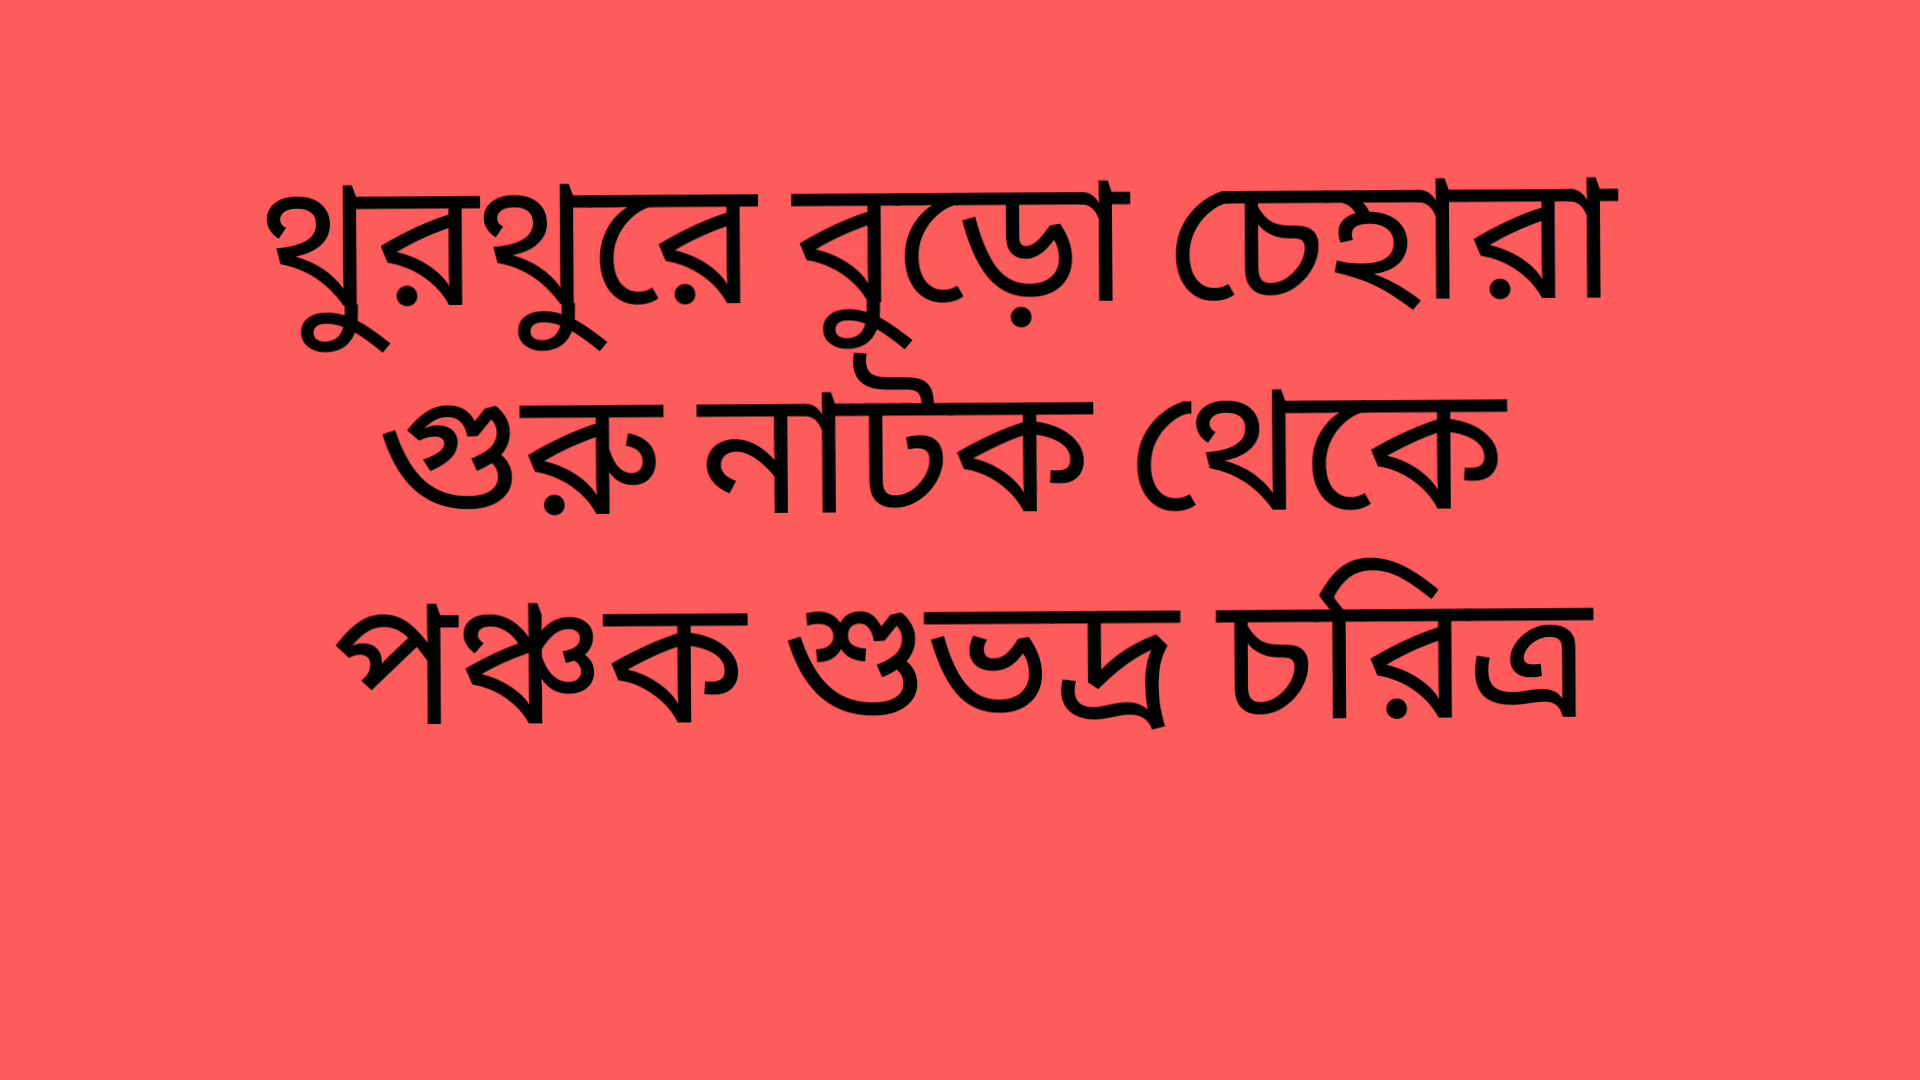 থুরথুরে বুড়ো চেহারা
গুরু নাটক থেকে
পঞ্চক শুভদ্র চরিত্র